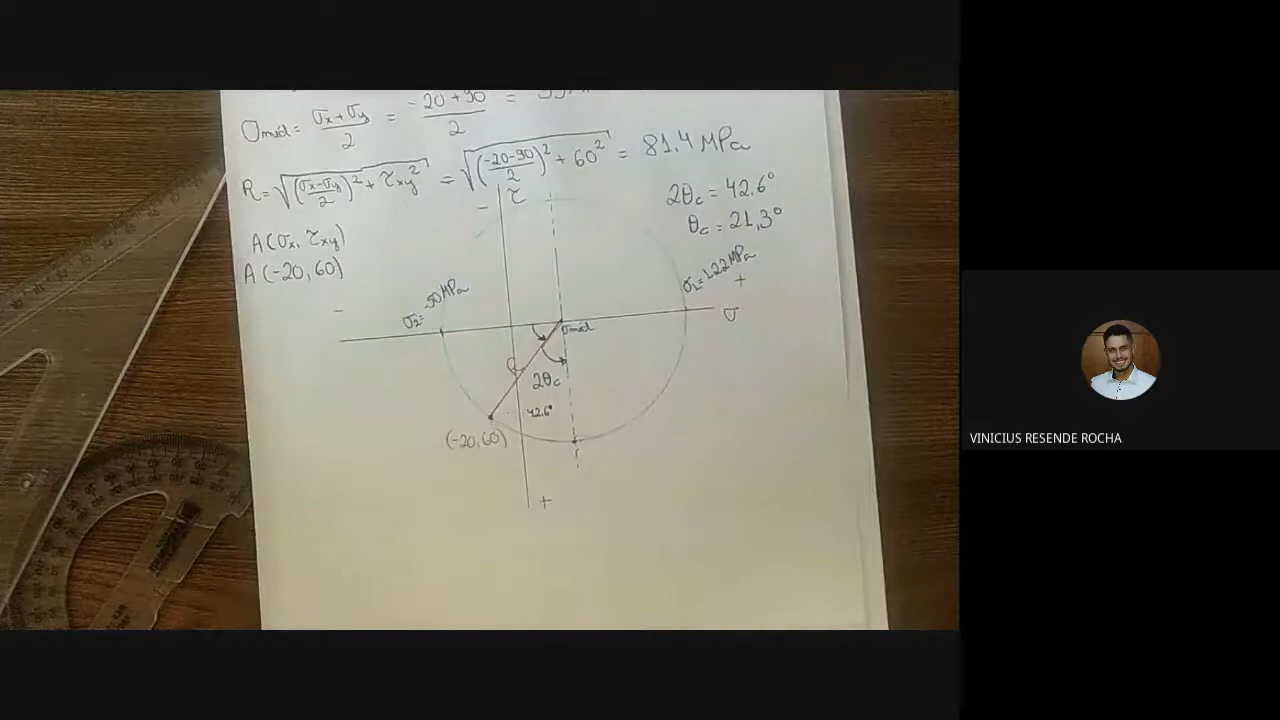 σméd = σx + σy / 2 = -20 + 90 / 2 =
R = √((σx-σy / 2)² + τxy²) = √((-20-90 / 2)² + 60²) = 81,4 MPa
2θc = 42.6°
θc = 21,3°
A (σx, τxy)
A (-20, 60)
- τ
σ1 = 122 MPa
+
σ2 = -50 MPa
-
σméd
σ
2θc
42.6°
(-20, 60)
+
VINICIUS RESENDE ROCHA